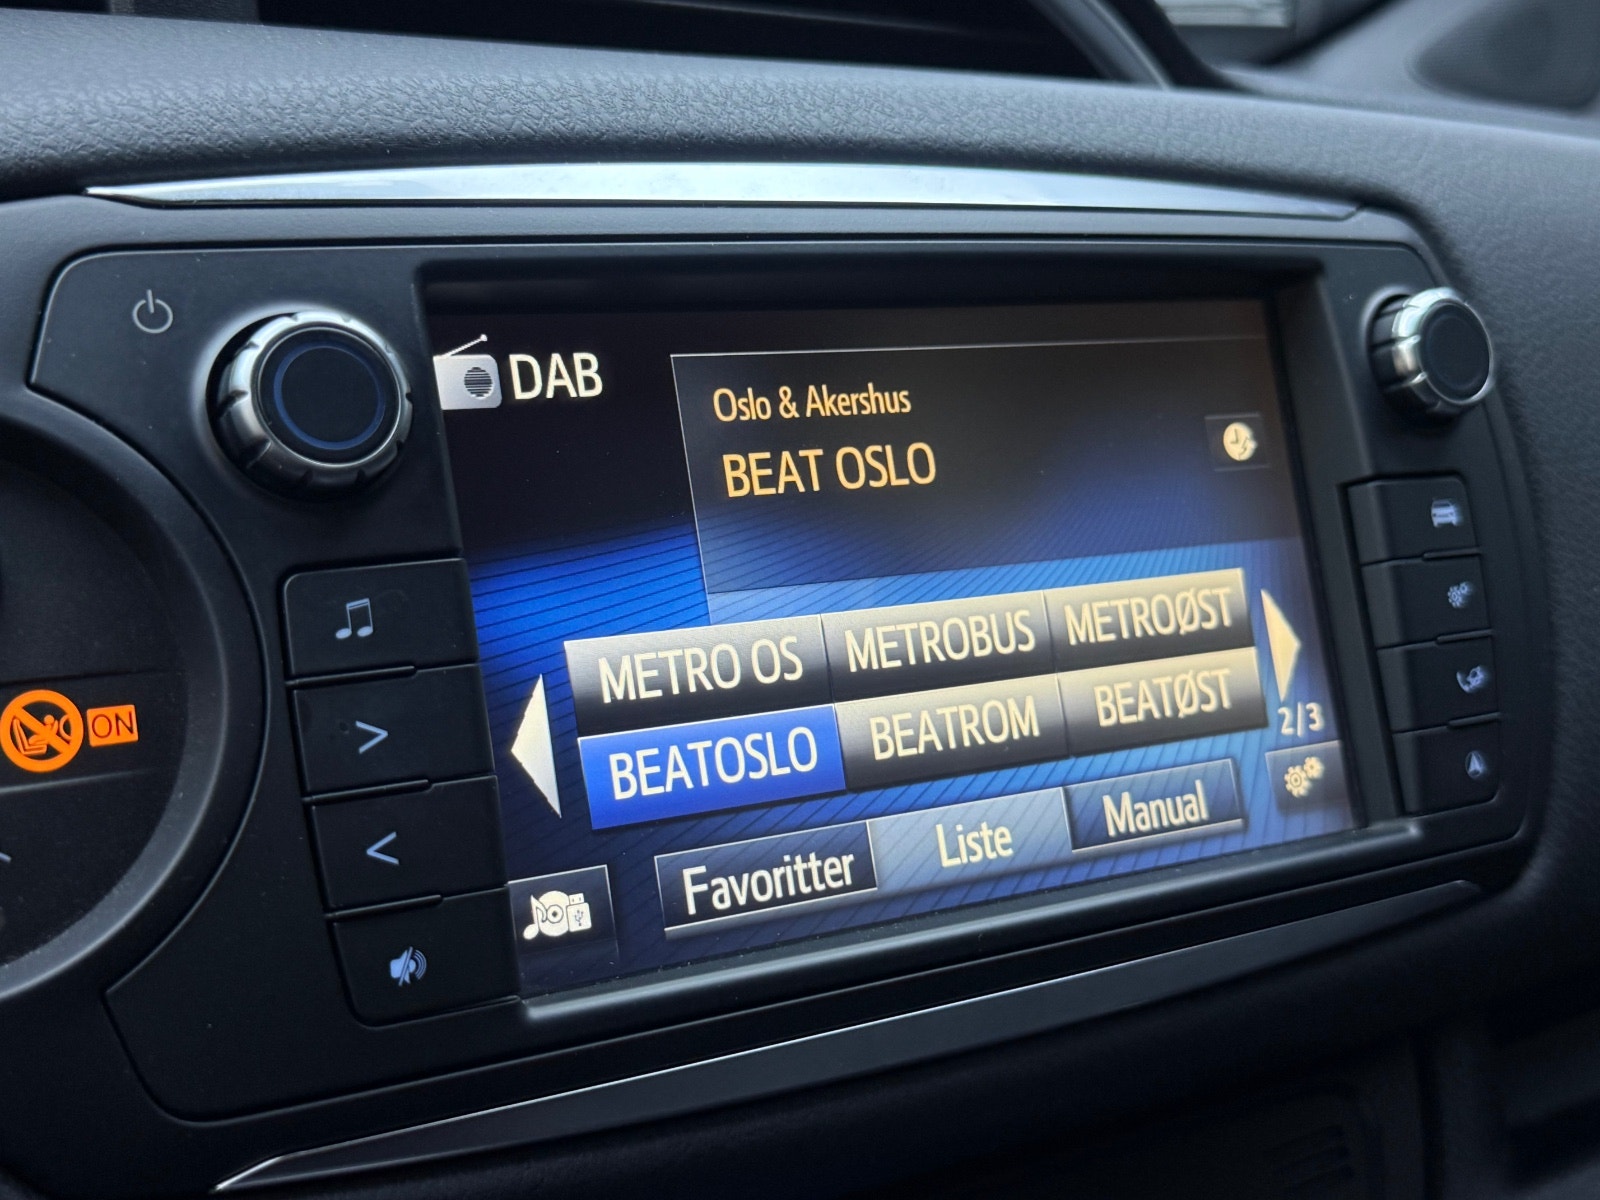 DAB
Oslo & Akershus
BEAT OSLO
METRO OS METROBUS METROØST
BEATOSLO BEATROM BEATØST
2/3
Favoritter Liste Manual
ON